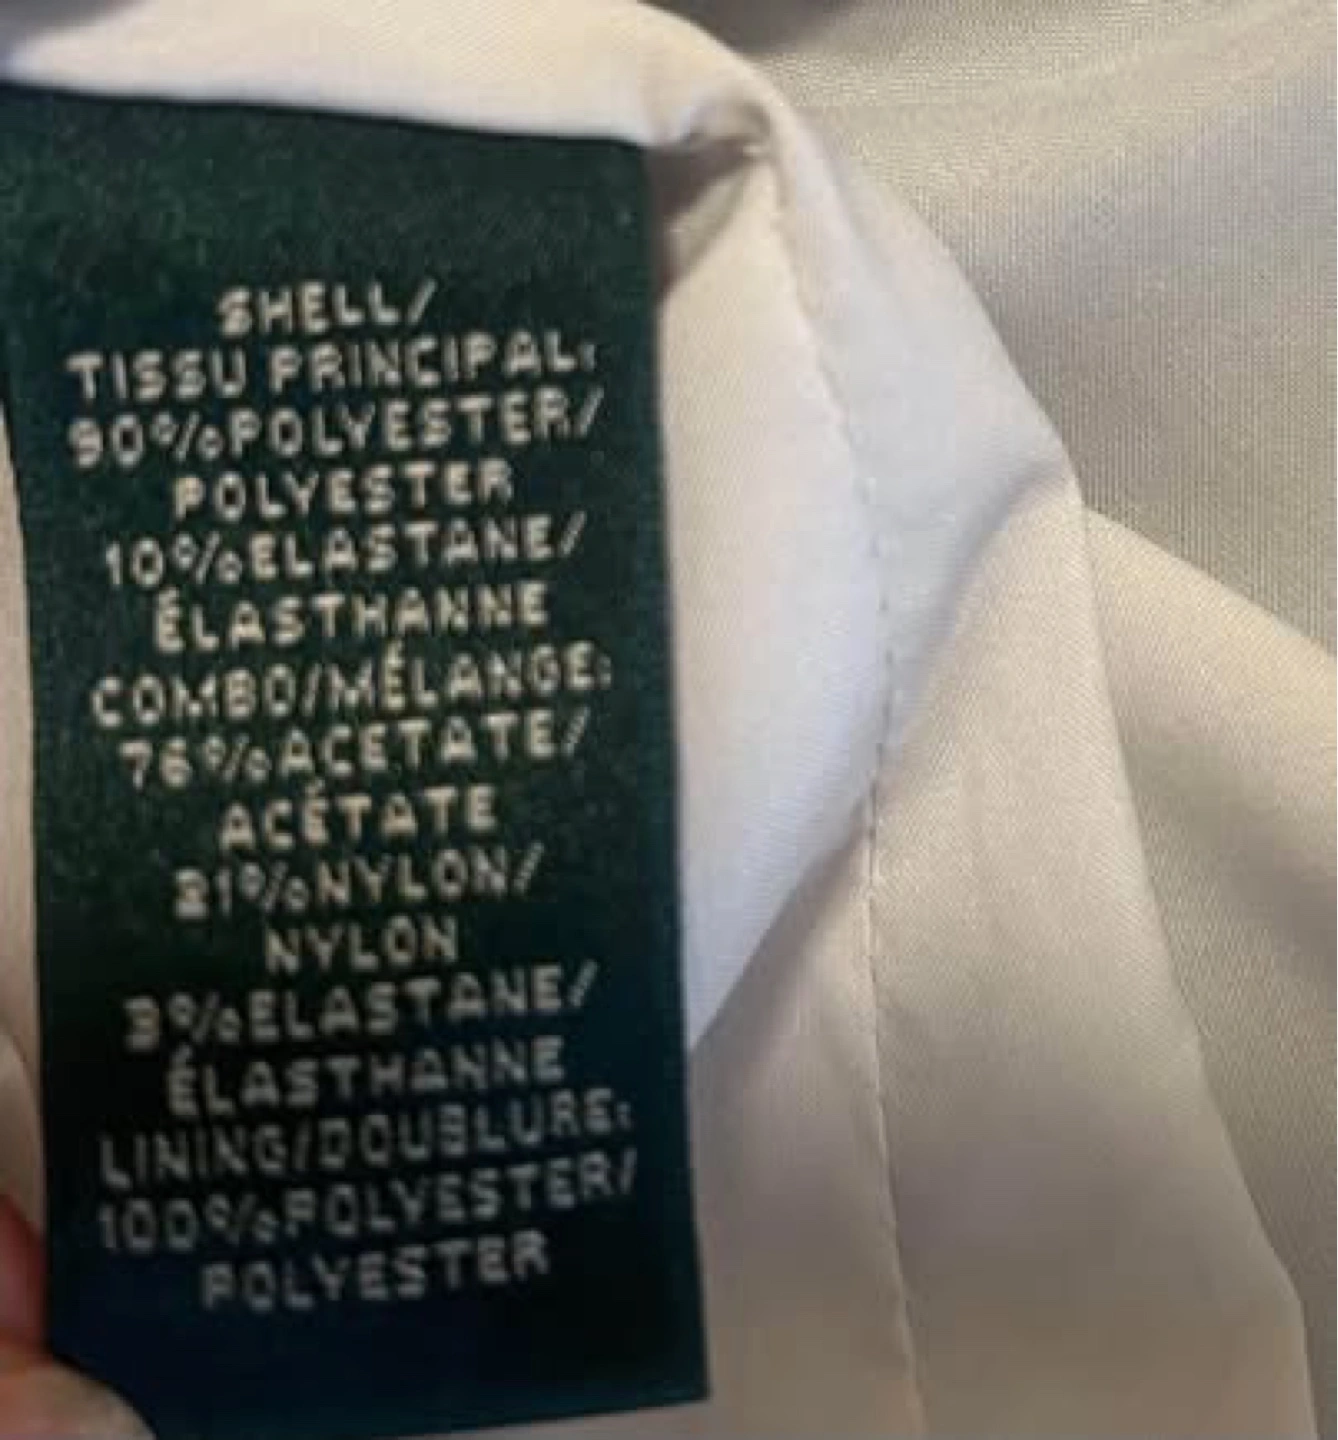 SHELL/
TISSU PRINCIPAL:
90%POLYESTER/
POLYESTER
10%ELASTANE/
ÉLASTHANNE
COMBO/MÉLANGE:
76%ACETATE/
ACÉTATE
21%NYLON/
NYLON
3%ELASTANE/
ÉLASTHANNE
LINING/DOUBLURE:
100%POLYESTER/
POLYESTER